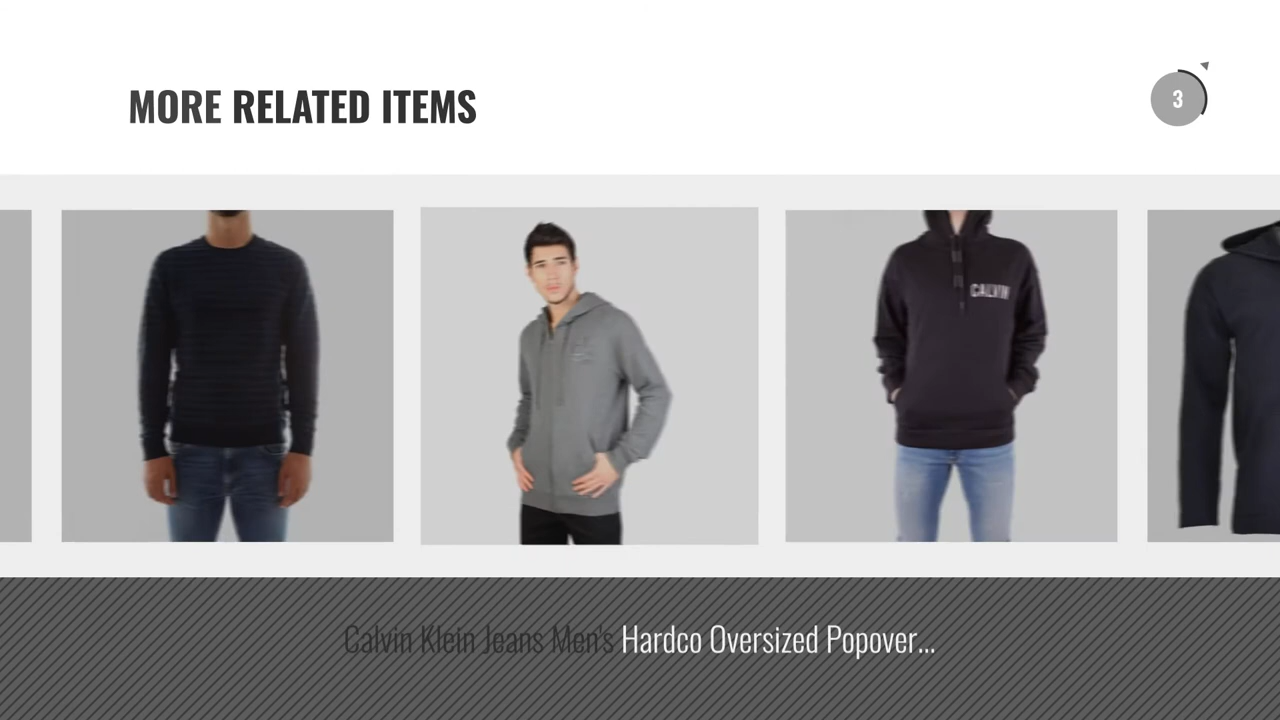 MORE RELATED ITEMS
3
CALVIN
Calvin Klein Jeans Men's Hardco Oversized Popover...